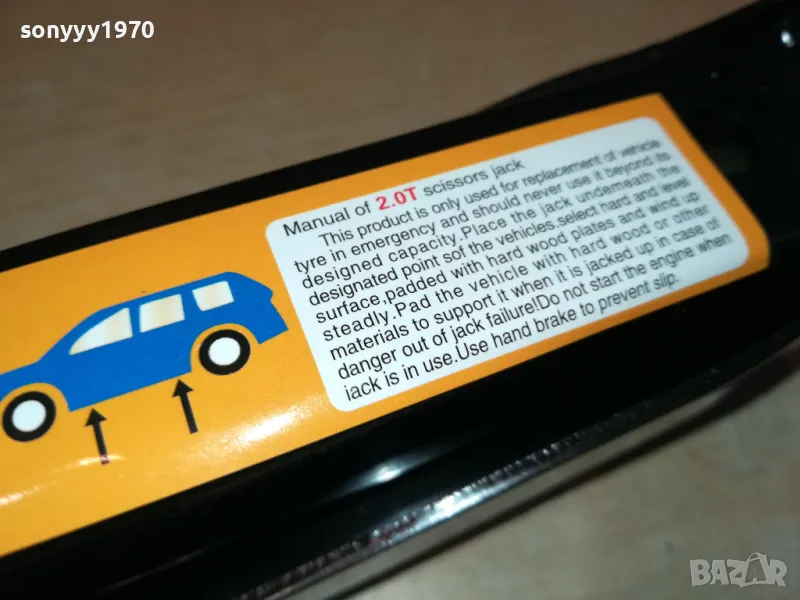 sonyyy1970
Manual of 2.0T scissors jack
This product is only used for replacement of vehicle
tyre in emergency and should never use it beyond its
designed capacity.Place the jack underneath the
designated point sof the vehicles,select hard and level
surface,padded with hard wood plates and wind up
steadly.Pad the vehicle with hard wood or other
materials to support it when it is jacked up in case of
danger out of jack failure!Do not start the engine when
jack is in use.Use hand brake to prevent slip.
BAZAR